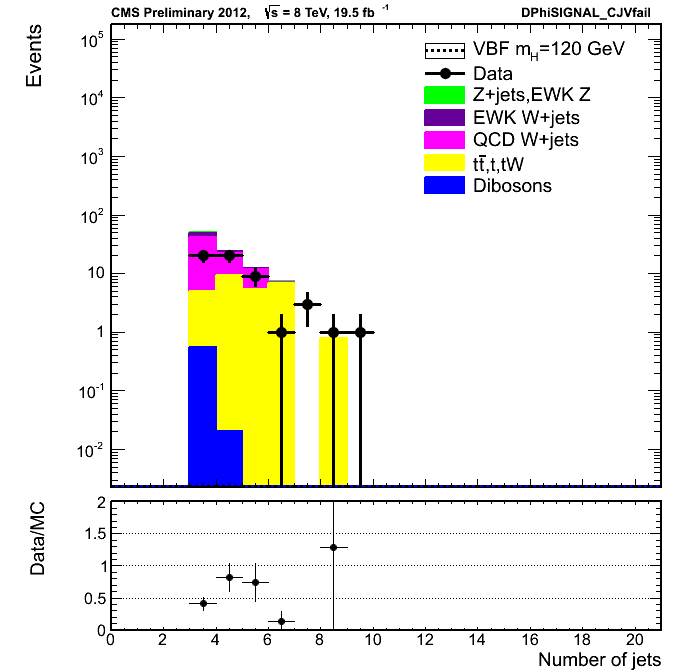 CMS Preliminary 2012, √s = 8 TeV, 19.5 fb⁻¹ DPhiSIGNAL_CJVfail
Events
10⁵
10⁴
10³
10²
10
1
10⁻¹
10⁻²
VBF m_H=120 GeV
Data
Z+jets,EWK Z
EWK W+jets
QCD W+jets
tt̄,t,tW
Dibosons
Data/MC
2
1.5
1
0.5
0
0 2 4 6 8 10 12 14 16 18 20
Number of jets